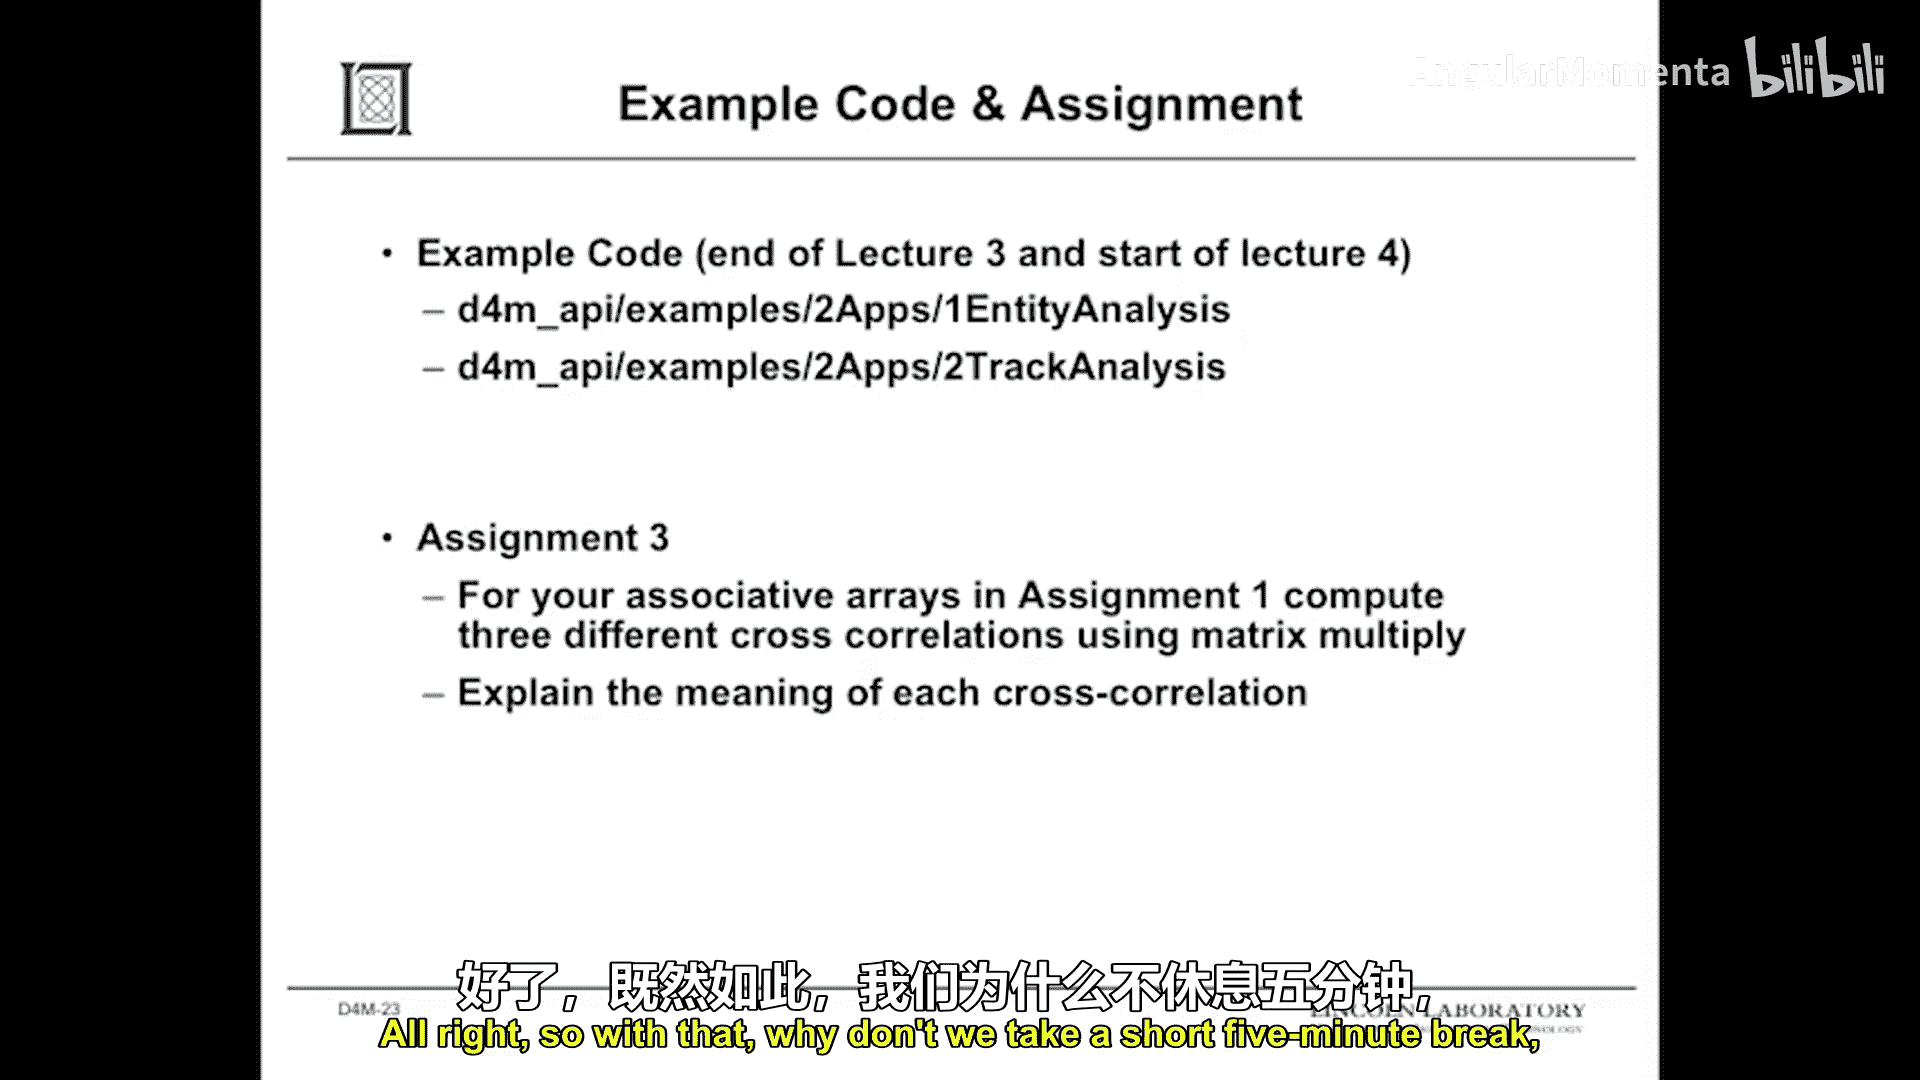 AngularMomenta bilibili
Example Code & Assignment
• Example Code (end of Lecture 3 and start of lecture 4)
– d4m_api/examples/2Apps/1EntityAnalysis
– d4m_api/examples/2Apps/2TrackAnalysis
• Assignment 3
– For your associative arrays in Assignment 1 compute
three different cross correlations using matrix multiply
– Explain the meaning of each cross-correlation
好了，既然如此，我们为什么不休息五分钟，
D4M-23
LINCOLN LABORATORY
All right, so with that, why don't we take a short five-minute break,